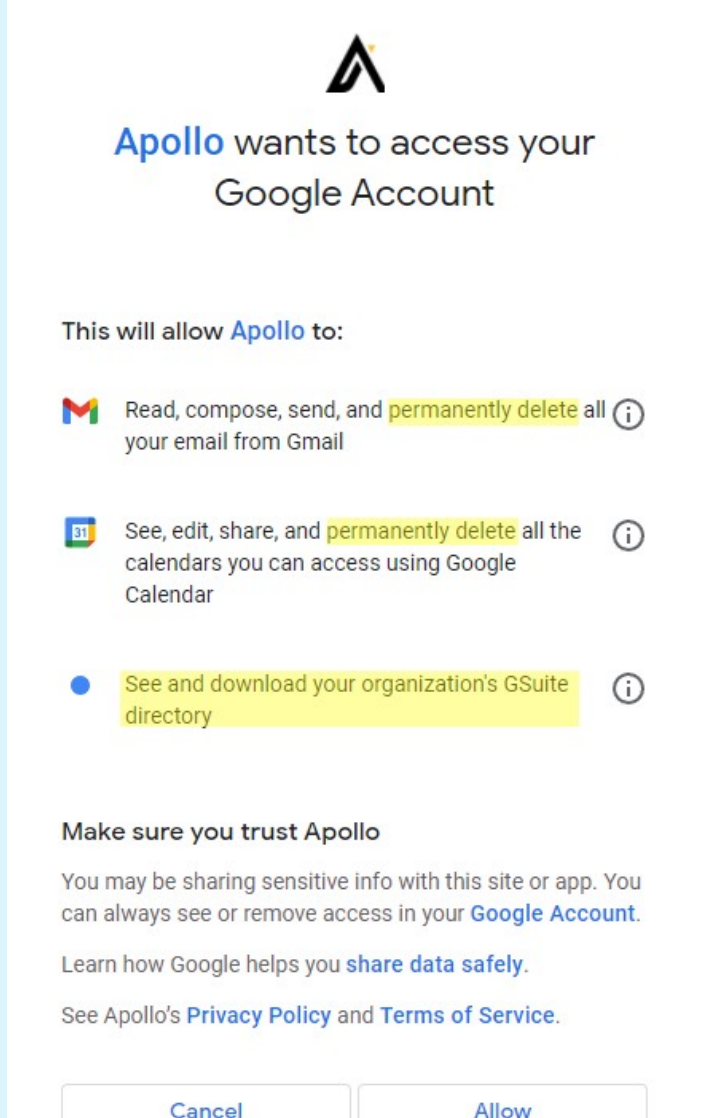 Apollo wants to access your
Google Account
This will allow Apollo to:
Read, compose, send, and permanently delete all
your email from Gmail
31
See, edit, share, and permanently delete all the
calendars you can access using Google
Calendar
See and download your organization's GSuite
directory
Make sure you trust Apollo
You may be sharing sensitive info with this site or app. You
can always see or remove access in your Google Account.
Learn how Google helps you share data safely.
See Apollo's Privacy Policy and Terms of Service.
Cancel Allow